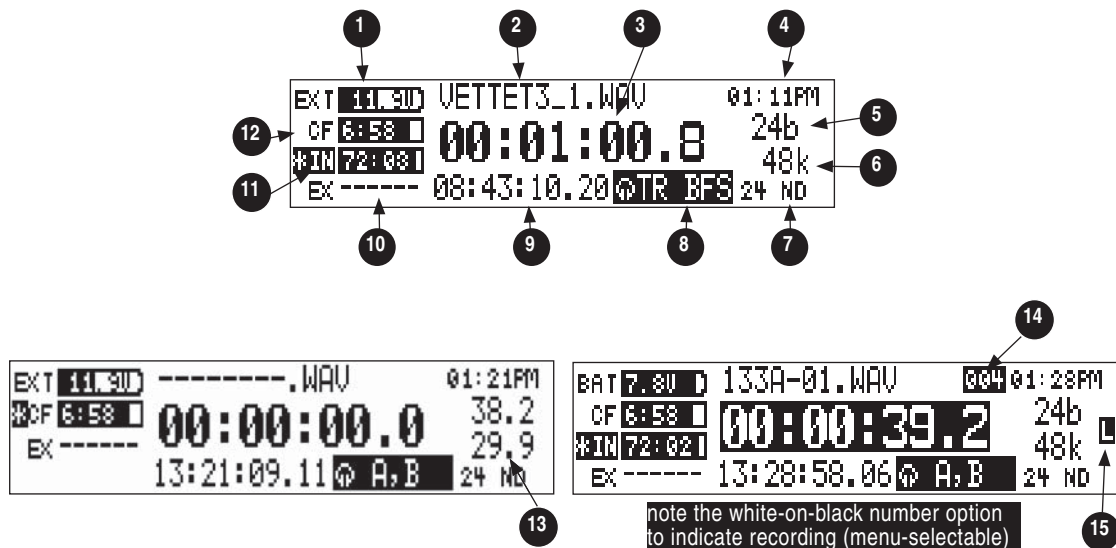 1 2 3 4
EXT 11.9V VETTET3_1.WAV 01:11PM
CF 6:58 00:01:00.8 24b 5
12
*IN 72:08 48k 6
11
EX ------ 08:43:10.20 TR BFS 24 ND
10 9 8 7
14
EXT 11.9V --------.WAV 01:21PM
*CF 6:58 00:00:00.0 38.2
EX ------ 29.9
13:21:09.11 A,B 24 ND
13
BAT 7.8V 133A-01.WAV 004 01:28PM
CF 6:58 00:00:39.2 24b L
*IN 72:02 48k
EX ------ 13:28:58.06 A,B 24 ND
15
note the white-on-black number option
to indicate recording (menu-selectable)